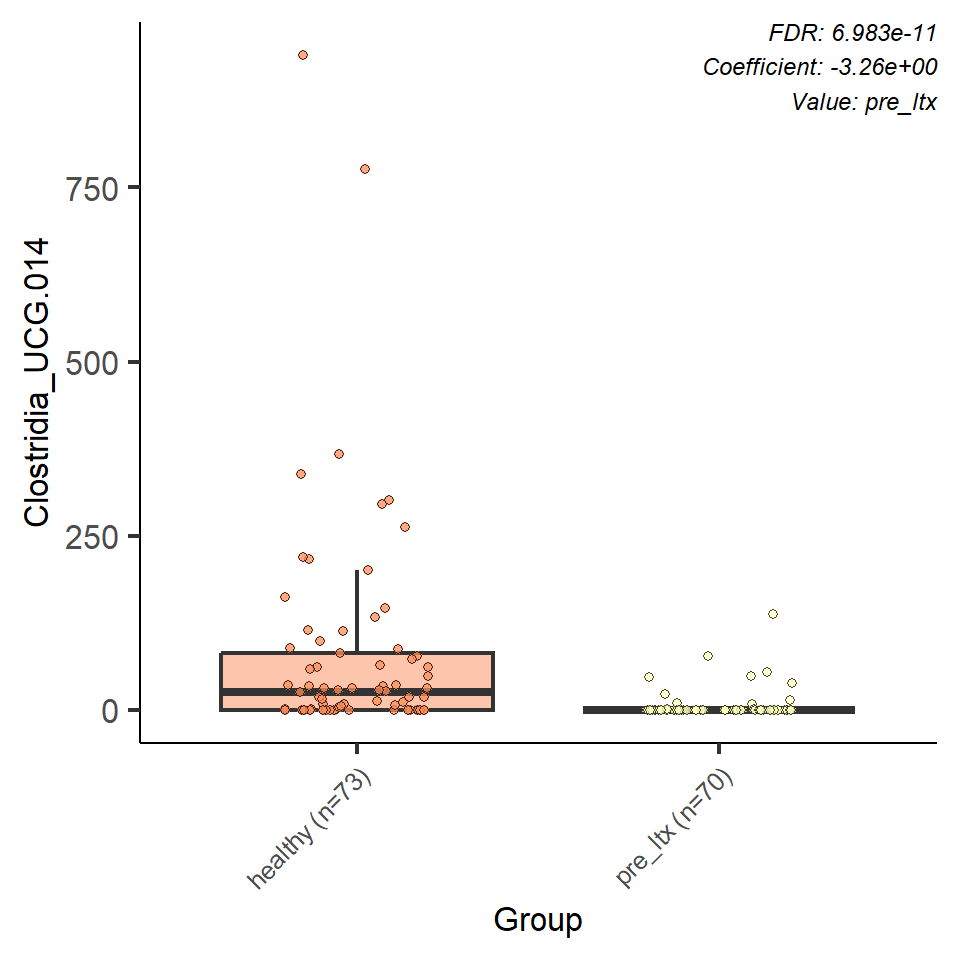 FDR: 6.983e-11
Coefficient: -3.26e+00
Value: pre_ltx
Clostridia_UCG.014
750
500
250
0
healthy (n=73)
pre_ltx (n=70)
Group